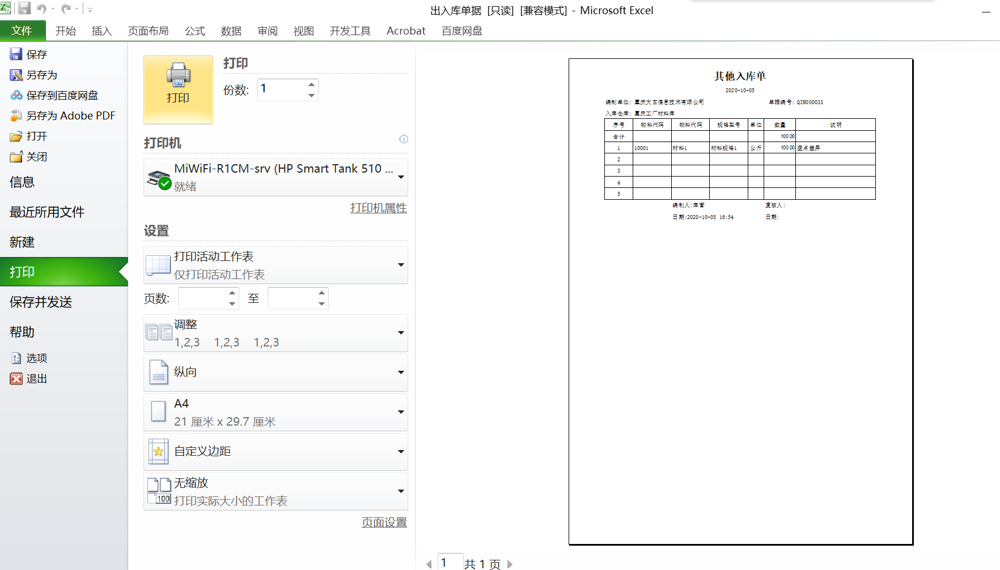 出入库单据 [只读] [兼容模式] - Microsoft Excel
文件 开始 插入 页面布局 公式 数据 审阅 视图 开发工具 Acrobat 百度网盘
保存
另存为
保存到百度网盘
另存为 Adobe PDF
打开
关闭
信息
最近所用文件
新建
打印
保存并发送
帮助
选项
退出
打印
打印
份数: 1
打印机
MiWiFi-R1CM-srv (HP Smart Tank 510 ...
就绪
打印机属性
设置
打印活动工作表
仅打印活动工作表
页数: 至
调整
1,2,3 1,2,3 1,2,3
纵向
A4
21 厘米 x 29.7 厘米
自定义边距
无缩放
100 打印实际大小的工作表
页面设置
其他入库单
2020-10-05
编制单位: 重庆大古信息技术有限公司 单据编号: QIN000033
入库仓库: 重庆工厂材料库
序号 物料代码 物料代码 规格型号 单位 数量 说明
合计 100.00
1 10001 材料1 材料规格1 公斤 100.00 盘点差异
2
3
4
5
编制人:库管 复核人:
日期:2020-10-05 16:54 日期:
1 共 1 页